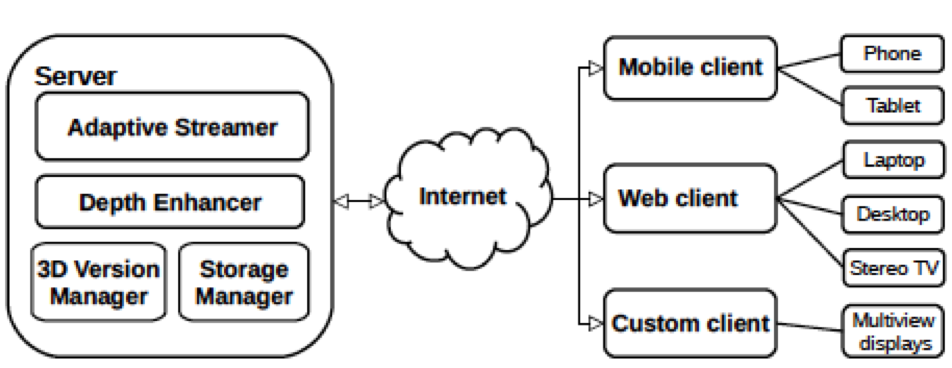 Server
Adaptive Streamer
Depth Enhancer
3D Version
Manager
Storage
Manager
Internet
Mobile client
Phone
Tablet
Web client
Laptop
Desktop
Stereo TV
Custom client
Multiview
displays